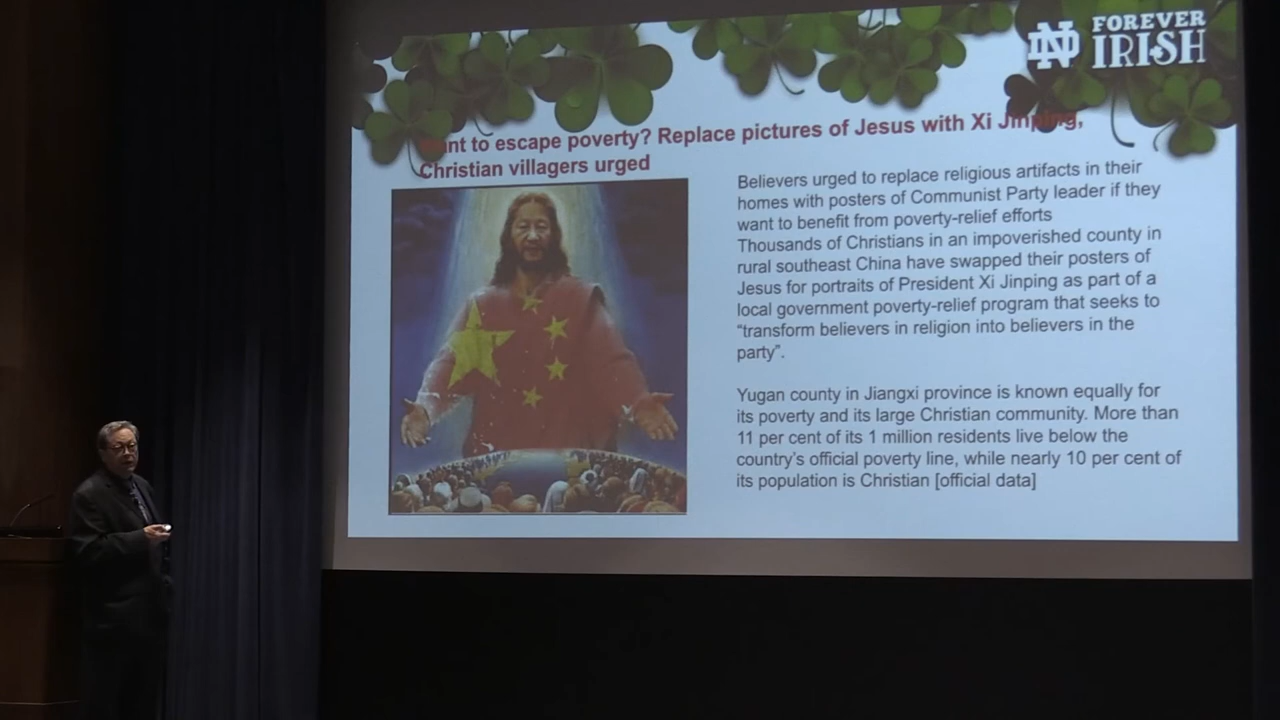 FOREVER
IRISH
to escape poverty? Replace pictures of Jesus with Xi Jinping,
Christian villagers urged
Believers urged to replace religious artifacts in their
homes with posters of Communist Party leader if they
want to benefit from poverty-relief efforts
Thousands of Christians in an impoverished county in
rural southeast China have swapped their posters of
Jesus for portraits of President Xi Jinping as part of a
local government poverty-relief program that seeks to
“transform believers in religion into believers in the
party”.
Yugan county in Jiangxi province is known equally for
its poverty and its large Christian community. More than
11 per cent of its 1 million residents live below the
country's official poverty line, while nearly 10 per cent of
its population is Christian [official data]